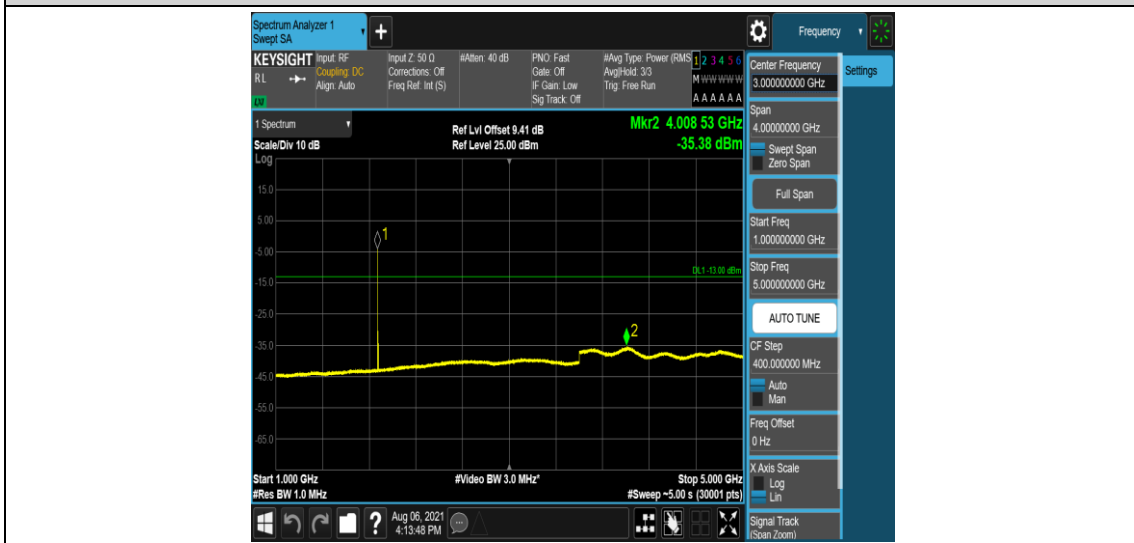 Spectrum Analyzer 1
Swept SA
Frequency
KEYSIGHT
RL
Input: RF
Coupling: DC
Align: Auto
Input Z: 50 Ω
Corrections: Off
Freq Ref: Int (S)
#Atten: 40 dB
PNO: Fast
Gate: Off
IF Gain: Low
Sig Track: Off
#Avg Type: Power (RMS
Avg|Hold: 3/3
Trig: Free Run
1 2 3 4 5 6
M W W W W W
A A A A A A
Center Frequency
3.000000000 GHz
Settings
Span
4.00000000 GHz
Swept Span
Zero Span
Full Span
Start Freq
1.000000000 GHz
Stop Freq
5.000000000 GHz
AUTO TUNE
CF Step
400.000000 MHz
Auto
Man
Freq Offset
0 Hz
X Axis Scale
Log
Lin
Signal Track
(Span Zoom)
1 Spectrum
Scale/Div 10 dB
Ref Lvl Offset 9.41 dB
Ref Level 25.00 dBm
Mkr2 4.008 53 GHz
-35.38 dBm
Log
15.0
5.00
-5.00
-15.0
-25.0
-35.0
-45.0
-55.0
-65.0
1
DL1 -13.00 dBm
2
Start 1.000 GHz
#Res BW 1.0 MHz
#Video BW 3.0 MHz*
Stop 5.000 GHz
#Sweep ~5.00 s (30001 pts)
?
Aug 06, 2021
4:13:48 PM